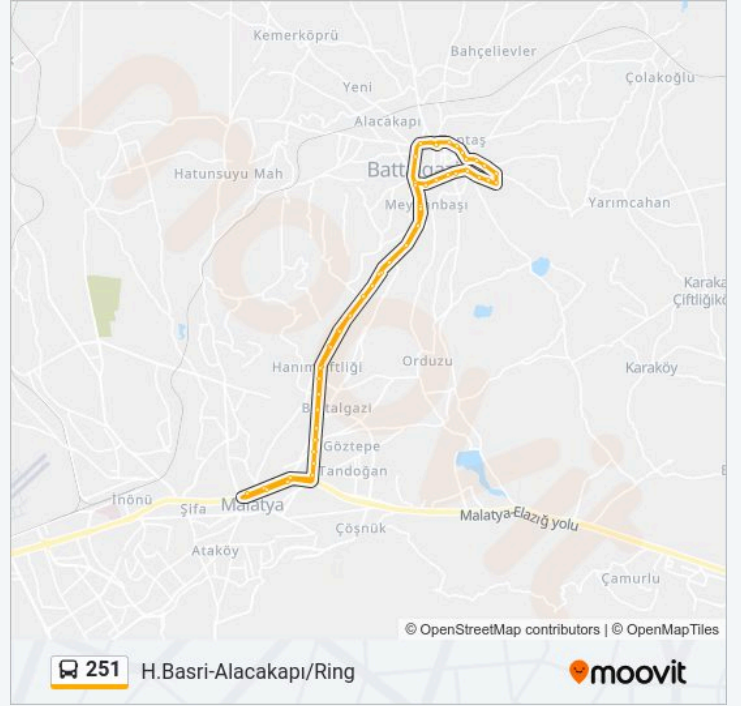 Kemerköprü
Bahçelievler
Çolakoğlu
Yeni
Alacakapı
Hatunsuyu Mah
Yarımcahan
Orduzu
Karaköy
Göztepe
Tandoğan
İnönü
Şifa
Malatya
Çöşnük
Malatya-Elazığ yolu
Ataköy
Çamurlu
© OpenStreetMap contributors | © OpenMapTiles
251
H.Basri-Alacakapı/Ring
moovit